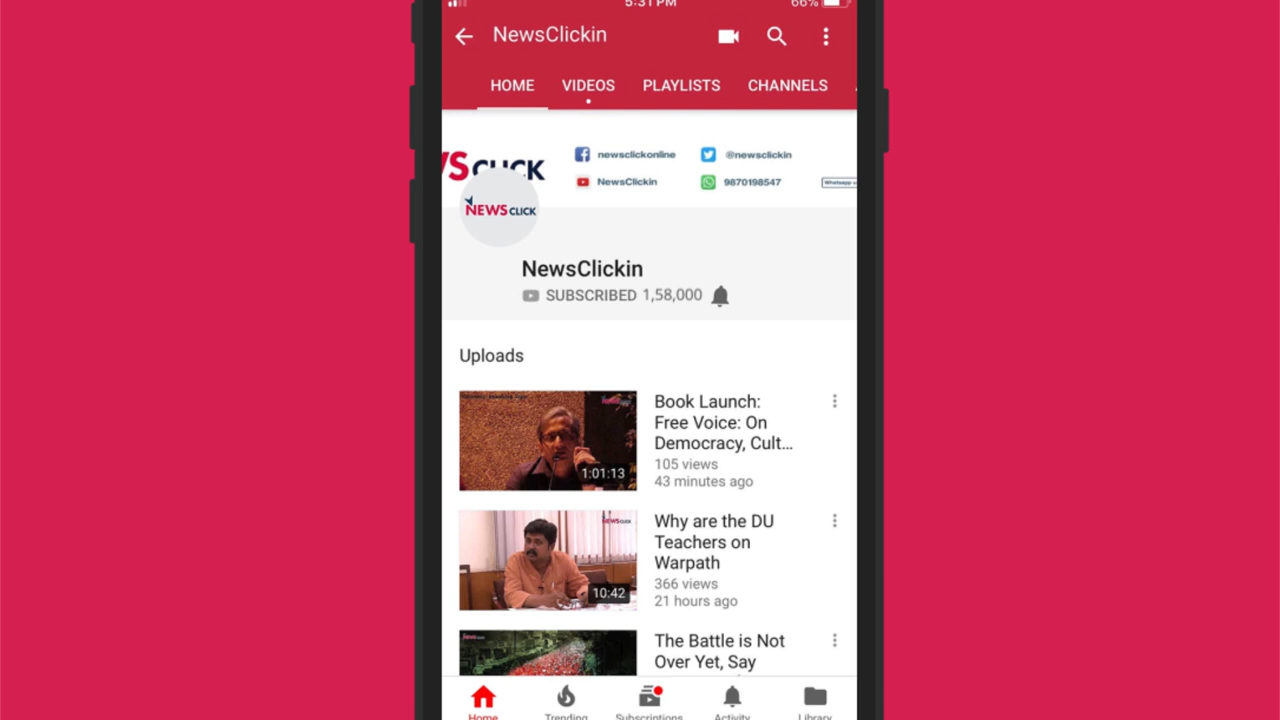 5:31 PM
66%
NewsClickin
HOME VIDEOS PLAYLISTS CHANNELS
WS CLICK
newsclickonline
@newsclickin
NewsClickin
9870198547
Whatsapp
NEWS CLICK
NewsClickin
SUBSCRIBED 1,58,000
Uploads
Book Launch:
Free Voice: On
Democracy, Cult...
105 views
43 minutes ago
1:01:13
Why are the DU
Teachers on
Warpath
366 views
21 hours ago
NEWSCLICK
10:42
The Battle is Not
Over Yet, Say
Home Trending Subscriptions Activity Library